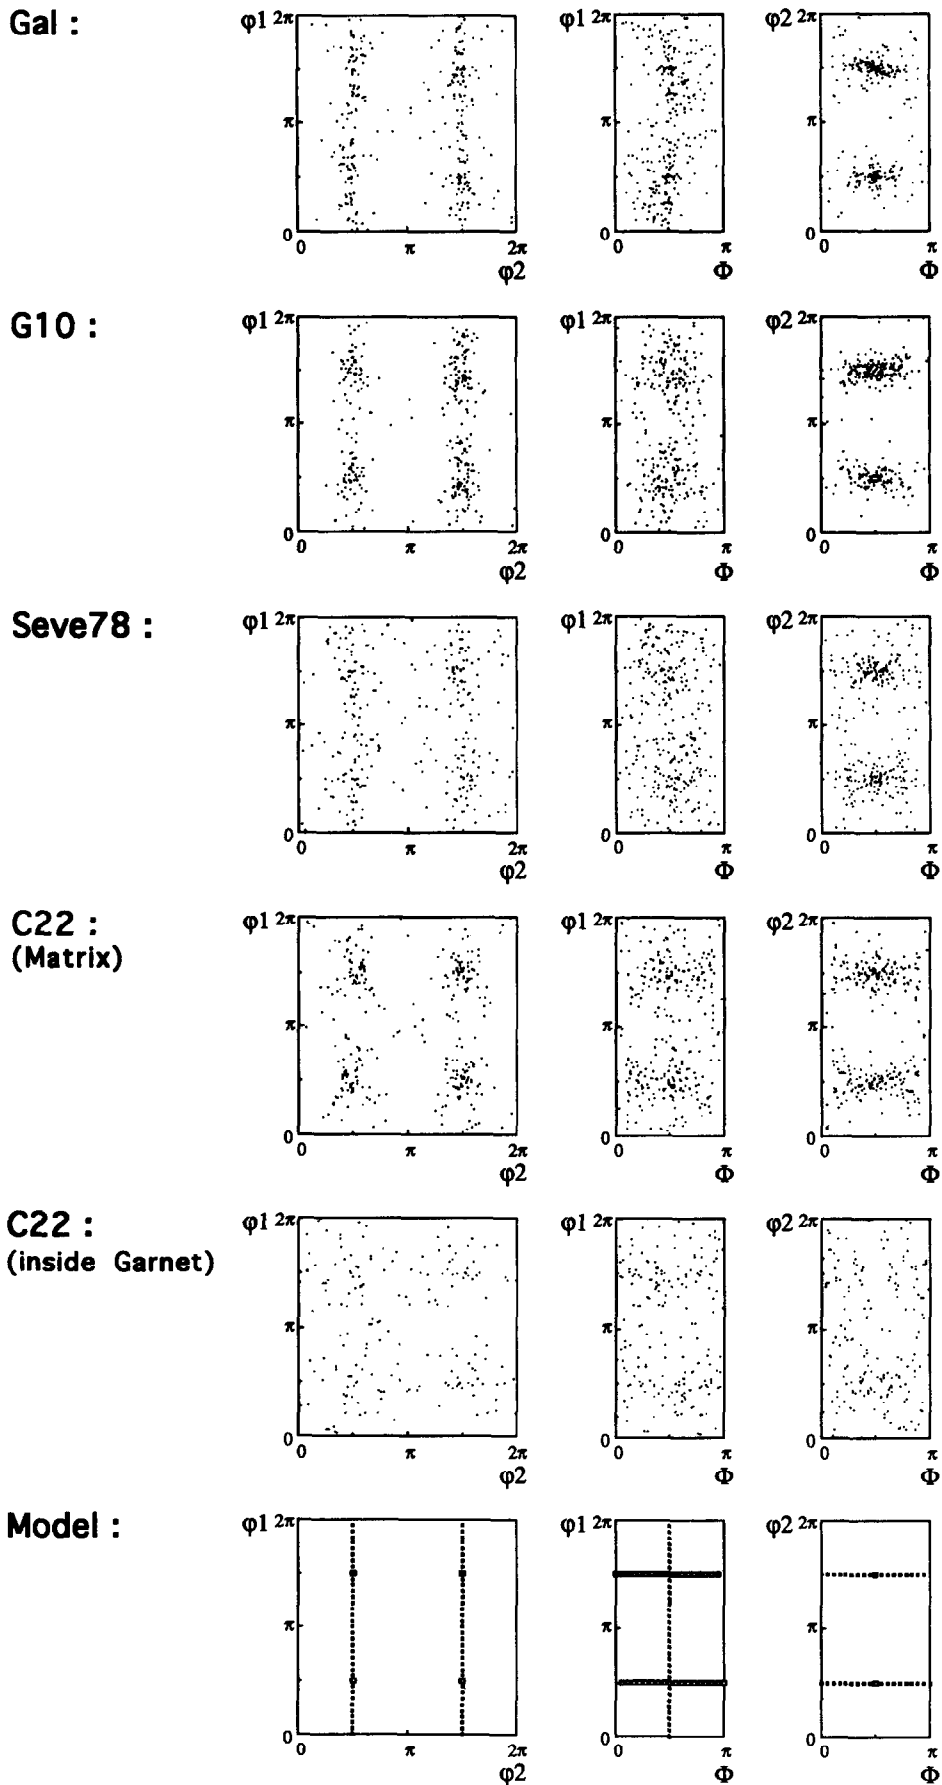 Gal :
φ1 2π
π
0
0 π 2π
φ2
φ1 2π
π
0
0 π
Φ
φ2 2π
π
0
0 π
Φ
G10 :
φ1 2π
π
0
0 π 2π
φ2
φ1 2π
π
0
0 π
Φ
φ2 2π
π
0
0 π
Φ
Seve78 :
φ1 2π
π
0
0 π 2π
φ2
φ1 2π
π
0
0 π
Φ
φ2 2π
π
0
0 π
Φ
C22 :
(Matrix)
φ1 2π
π
0
0 π 2π
φ2
φ1 2π
π
0
0 π
Φ
φ2 2π
π
0
0 π
Φ
C22 :
(inside Garnet)
φ1 2π
π
0
0 π 2π
φ2
φ1 2π
π
0
0 π
Φ
φ2 2π
π
0
0 π
Φ
Model :
φ1 2π
π
0
0 π 2π
φ2
φ1 2π
π
0
0 π
Φ
φ2 2π
π
0
0 π
Φ